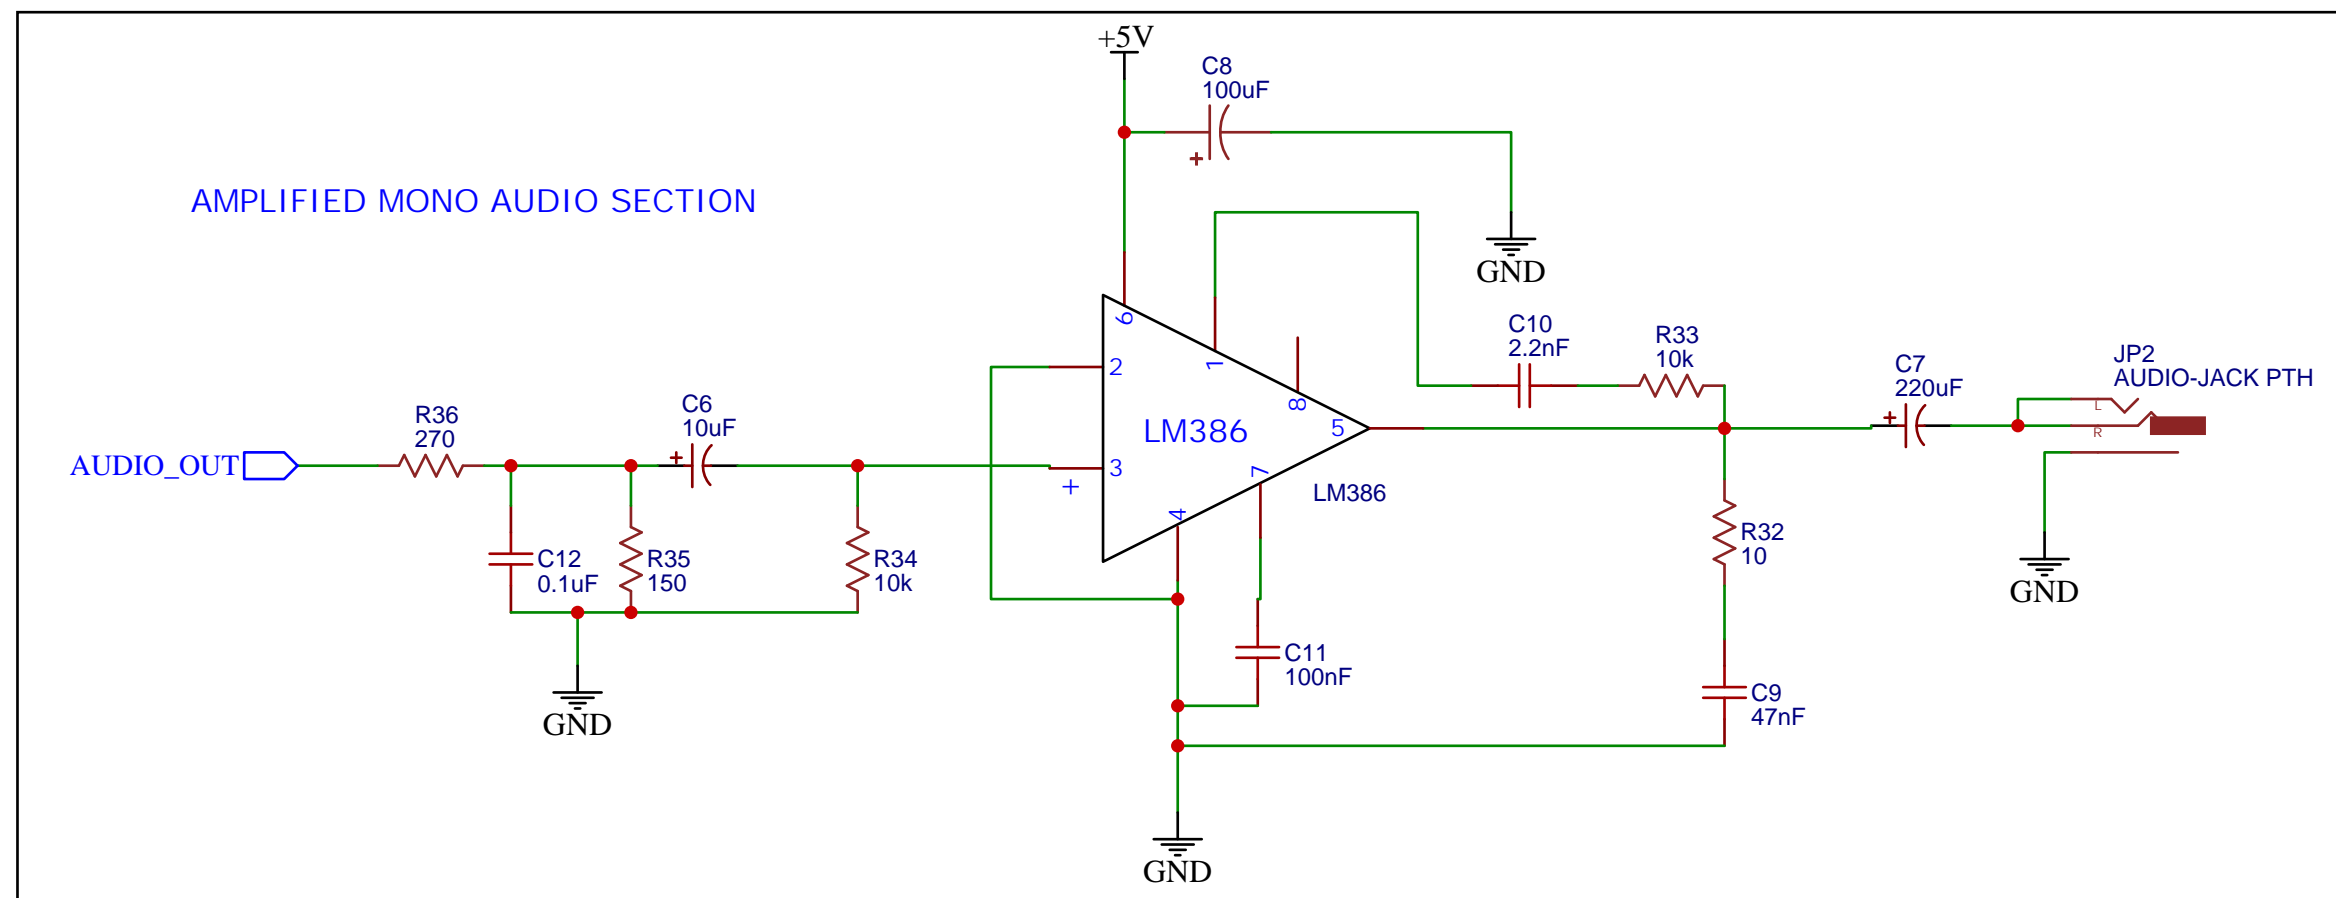 +5V
C8
100uF
AMPLIFIED MONO AUDIO SECTION
GND
6
1
8
2
3
+
LM386
5
7
4
LM386
C10
2.2nF
R33
10k
C7
220uF
JP2
AUDIO-JACK PTH
L
R
GND
AUDIO_OUT
R36
270
C6
10uF
C12
0.1uF
R35
150
R34
10k
GND
C11
100nF
R32
10
C9
47nF
GND